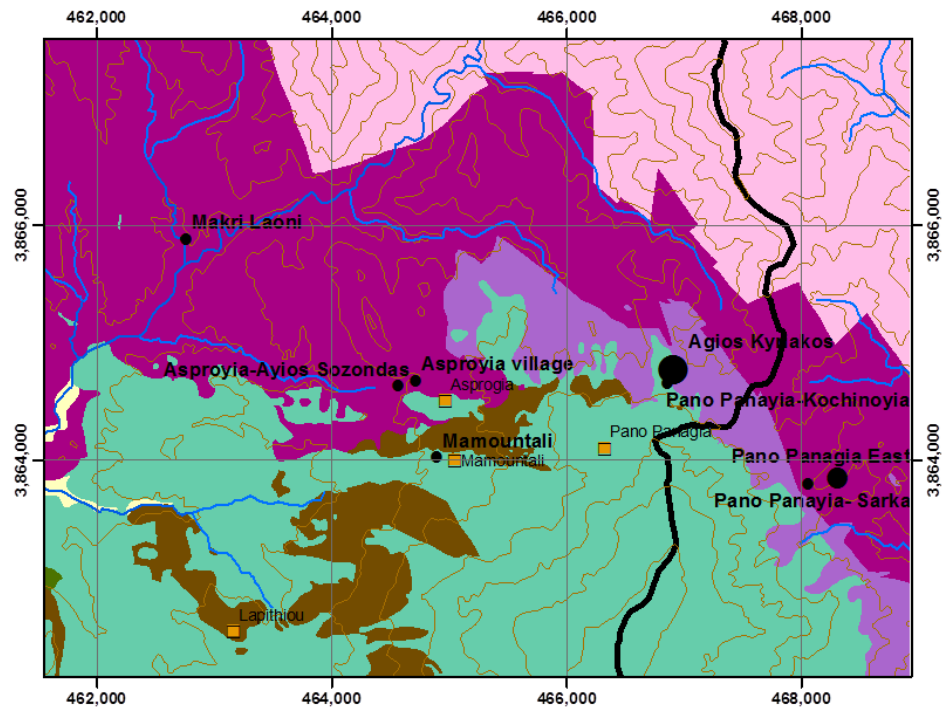 462,000
464,000
466,000
468,000
3,866,000
3,866,000
Makri Laoni
Agios Kyriakos
Asproyia village
Asproyia-Ayios Sozondas
Asprogia
Pano Panayia-Kochinoyia
Pano Panagia
Mamountali
Mamountali
3,864,000
3,864,000
Pano Panagia East
Pano Panayia- Sarka
Lapithiou
462,000
464,000
466,000
468,000